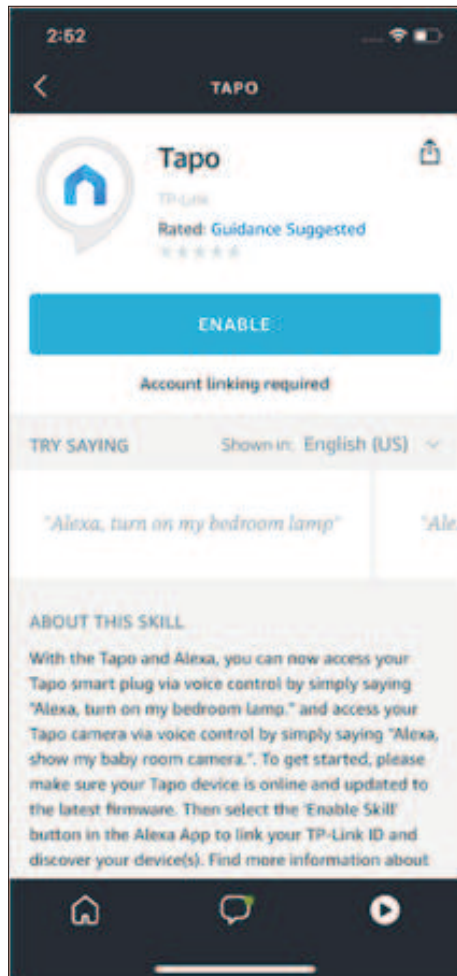 2:52
TAPO
Tapo
TP-Link
Rated: Guidance Suggested
ENABLE
Account linking required
TRY SAYING Shown in: English (US)
"Alexa, turn on my bedroom lamp" "Ale
ABOUT THIS SKILL
With the Tapo and Alexa, you can now access your
Tapo smart plug via voice control by simply saying
"Alexa, turn on my bedroom lamp." and access your
Tapo camera via voice control by simply saying "Alexa,
show my baby room camera.". To get started, please
make sure your Tapo device is online and updated to
the latest firmware. Then select the 'Enable Skill'
button in the Alexa App to link your TP-Link ID and
discover your device(s). Find more information about